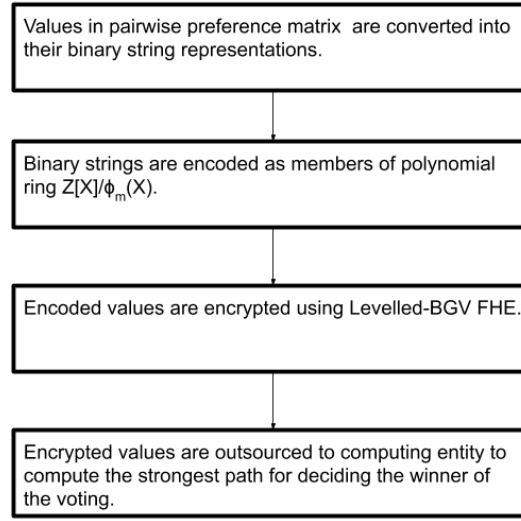 Values in pairwise preference matrix are converted into
their binary string representations.
Binary strings are encoded as members of polynomial
ring Z[X]/ϕ_m(X).
Encoded values are encrypted using Levelled-BGV FHE.
Encrypted values are outsourced to computing entity to
compute the strongest path for deciding the winner of
the voting.